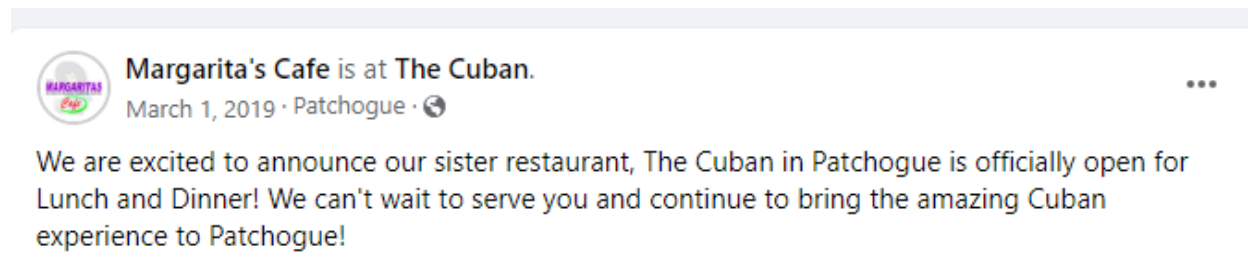 MARGARITAS
Cafe
Margarita's Cafe is at The Cuban.
March 1, 2019 · Patchogue ·
We are excited to announce our sister restaurant, The Cuban in Patchogue is officially open for
Lunch and Dinner! We can't wait to serve you and continue to bring the amazing Cuban
experience to Patchogue!